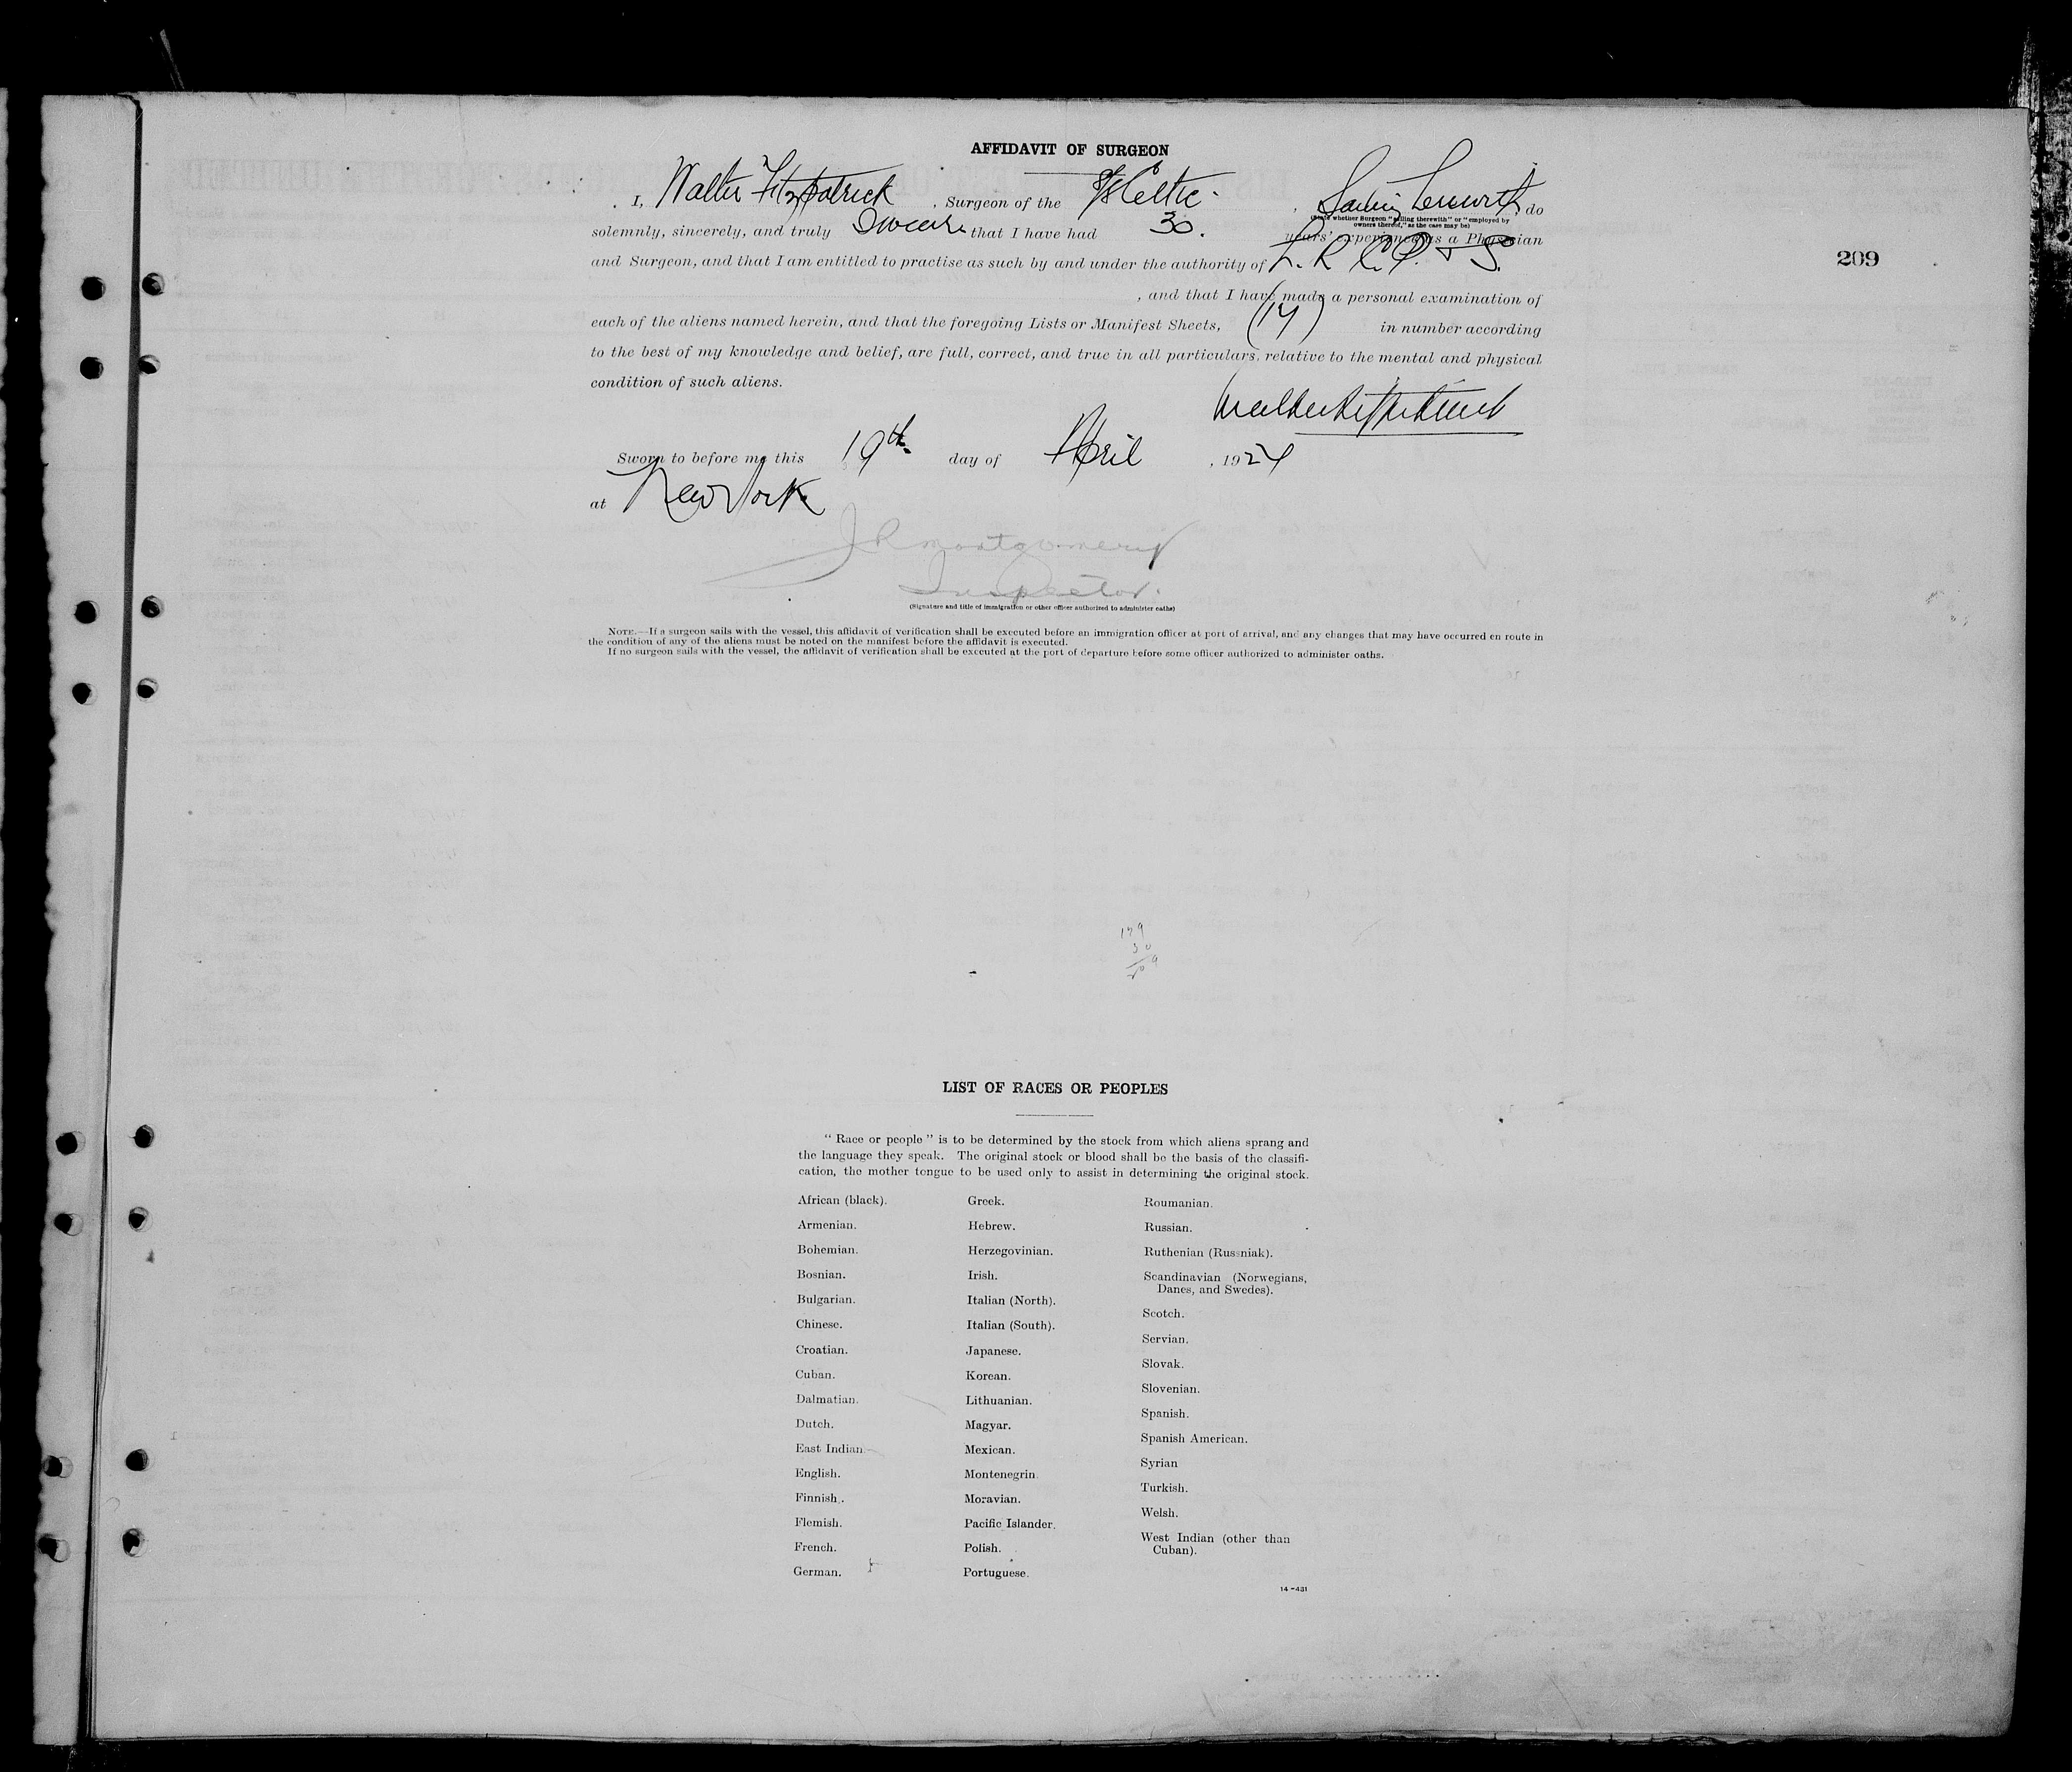 AFFIDAVIT OF SURGEON
I, Walter Fitzpatrick, Surgeon of the S/S Celtic, Sailing, do
(State whether Surgeon "sailing therewith" or "employed by owners thereof," as the case may be)
solemnly, sincerely, and truly Swear that I have had 30. years' experience as a Physician
and Surgeon, and that I am entitled to practise as such by and under the authority of L. R. C. P. & S.
, and that I have made a personal examination of
209
each of the aliens named herein, and that the foregoing Lists or Manifest Sheets, in number according
to the best of my knowledge and belief, are full, correct, and true in all particulars, relative to the mental and physical
condition of such aliens.
Walter Fitzpatrick
Sworn to before me this 19th day of April, 1924
at New York
J R Montgomery
Inspector.
(Signature and title of immigration or other officer authorized to administer oaths)
NOTE.—If a surgeon sails with the vessel, this affidavit of verification shall be executed before an immigration officer at port of arrival, and any changes that may have occurred en route in
the condition of any of the aliens must be noted on the manifest before the affidavit is executed.
If no surgeon sails with the vessel, the affidavit of verification shall be executed at the port of departure before some officer authorized to administer oaths.
179
30
209
LIST OF RACES OR PEOPLES
"Race or people" is to be determined by the stock from which aliens sprang and
the language they speak. The original stock or blood shall be the basis of the classifi-
cation, the mother tongue to be used only to assist in determining the original stock.
African (black).
Armenian.
Bohemian.
Bosnian.
Bulgarian.
Chinese.
Croatian.
Cuban.
Dalmatian.
Dutch.
East Indian.
English.
Finnish.
Flemish.
French.
German.
Greek.
Hebrew.
Herzegovinian.
Irish.
Italian (North).
Italian (South).
Japanese.
Korean.
Lithuanian.
Magyar.
Mexican.
Montenegrin.
Moravian.
Pacific Islander.
Polish.
Portuguese.
Roumanian.
Russian.
Ruthenian (Russniak).
Scandinavian (Norwegians,
Danes, and Swedes).
Scotch.
Servian.
Slovak.
Slovenian.
Spanish.
Spanish American.
Syrian
Turkish.
Welsh.
West Indian (other than
Cuban).
14-431